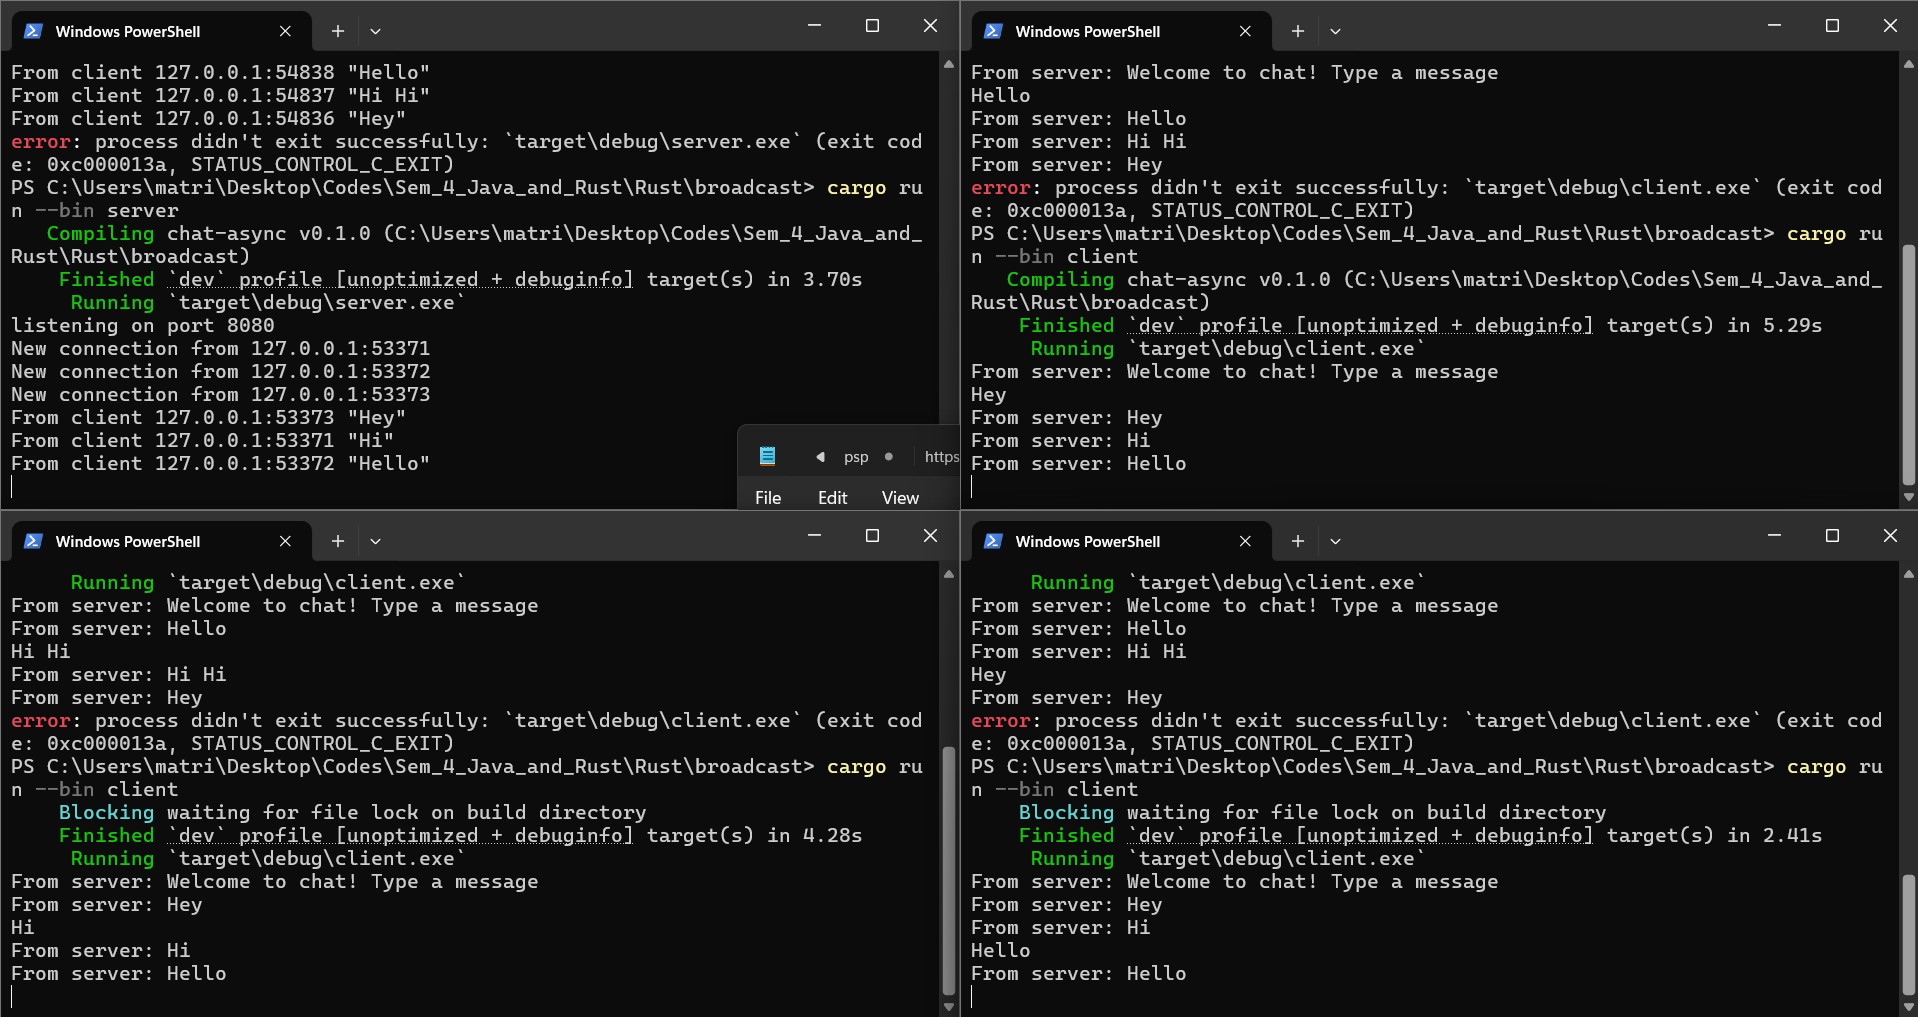 Windows PowerShell
From client 127.0.0.1:54838 "Hello"
From client 127.0.0.1:54837 "Hi Hi"
From client 127.0.0.1:54836 "Hey"
error: process didn't exit successfully: `target\debug\server.exe` (exit cod
e: 0xc000013a, STATUS_CONTROL_C_EXIT)
PS C:\Users\matri\Desktop\Codes\Sem_4_Java_and_Rust\Rust\broadcast> cargo ru
n --bin server
Compiling chat-async v0.1.0 (C:\Users\matri\Desktop\Codes\Sem_4_Java_and_
Rust\Rust\broadcast)
Finished `dev` profile [unoptimized + debuginfo] target(s) in 3.70s
Running `target\debug\server.exe`
listening on port 8080
New connection from 127.0.0.1:53371
New connection from 127.0.0.1:53372
New connection from 127.0.0.1:53373
From client 127.0.0.1:53373 "Hey"
From client 127.0.0.1:53371 "Hi"
From client 127.0.0.1:53372 "Hello"
psp https
File Edit View
Windows PowerShell
From server: Welcome to chat! Type a message
Hello
From server: Hello
From server: Hi Hi
From server: Hey
error: process didn't exit successfully: `target\debug\client.exe` (exit cod
e: 0xc000013a, STATUS_CONTROL_C_EXIT)
PS C:\Users\matri\Desktop\Codes\Sem_4_Java_and_Rust\Rust\broadcast> cargo ru
n --bin client
Compiling chat-async v0.1.0 (C:\Users\matri\Desktop\Codes\Sem_4_Java_and_
Rust\Rust\broadcast)
Finished `dev` profile [unoptimized + debuginfo] target(s) in 5.29s
Running `target\debug\client.exe`
From server: Welcome to chat! Type a message
Hey
From server: Hey
From server: Hi
From server: Hello
Windows PowerShell
Running `target\debug\client.exe`
From server: Welcome to chat! Type a message
From server: Hello
Hi Hi
From server: Hi Hi
From server: Hey
error: process didn't exit successfully: `target\debug\client.exe` (exit cod
e: 0xc000013a, STATUS_CONTROL_C_EXIT)
PS C:\Users\matri\Desktop\Codes\Sem_4_Java_and_Rust\Rust\broadcast> cargo ru
n --bin client
Blocking waiting for file lock on build directory
Finished `dev` profile [unoptimized + debuginfo] target(s) in 4.28s
Running `target\debug\client.exe`
From server: Welcome to chat! Type a message
From server: Hey
Hi
From server: Hi
From server: Hello
Windows PowerShell
Running `target\debug\client.exe`
From server: Welcome to chat! Type a message
From server: Hello
From server: Hi Hi
Hey
From server: Hey
error: process didn't exit successfully: `target\debug\client.exe` (exit cod
e: 0xc000013a, STATUS_CONTROL_C_EXIT)
PS C:\Users\matri\Desktop\Codes\Sem_4_Java_and_Rust\Rust\broadcast> cargo ru
n --bin client
Blocking waiting for file lock on build directory
Finished `dev` profile [unoptimized + debuginfo] target(s) in 2.41s
Running `target\debug\client.exe`
From server: Welcome to chat! Type a message
From server: Hey
From server: Hi
Hello
From server: Hello